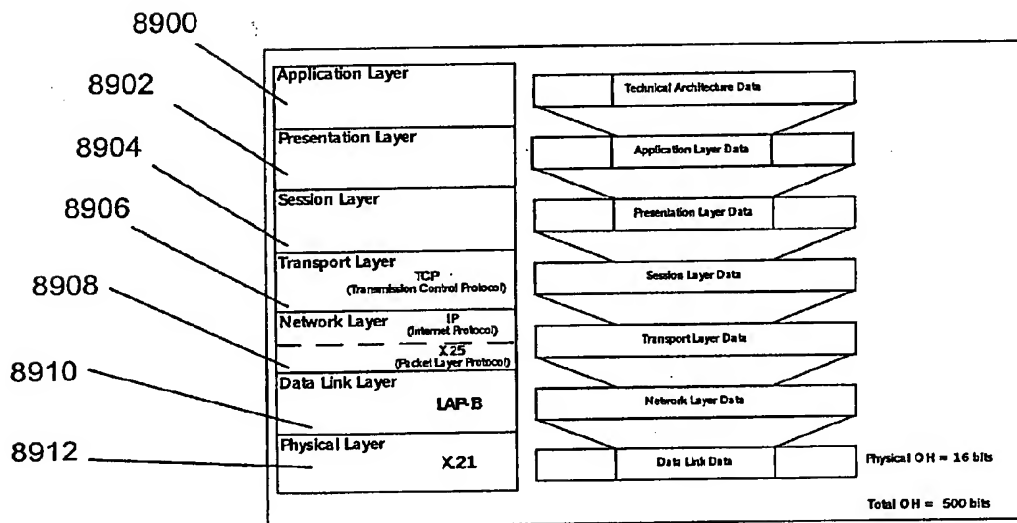 8900
8902
8904
8906
8908
8910
8912
Application Layer
Presentation Layer
Session Layer
Transport Layer
TCP
(Transmission Control Protocol)
Network Layer
IP
(Internet Protocol)
X.25
(Packet Layer Protocol)
Data Link Layer
LAP-B
Physical Layer
X.21
Technical Architecture Data
Application Layer Data
Presentation Layer Data
Session Layer Data
Transport Layer Data
Network Layer Data
Data Link Data
Physical OH = 16 bits
Total OH = 500 bits